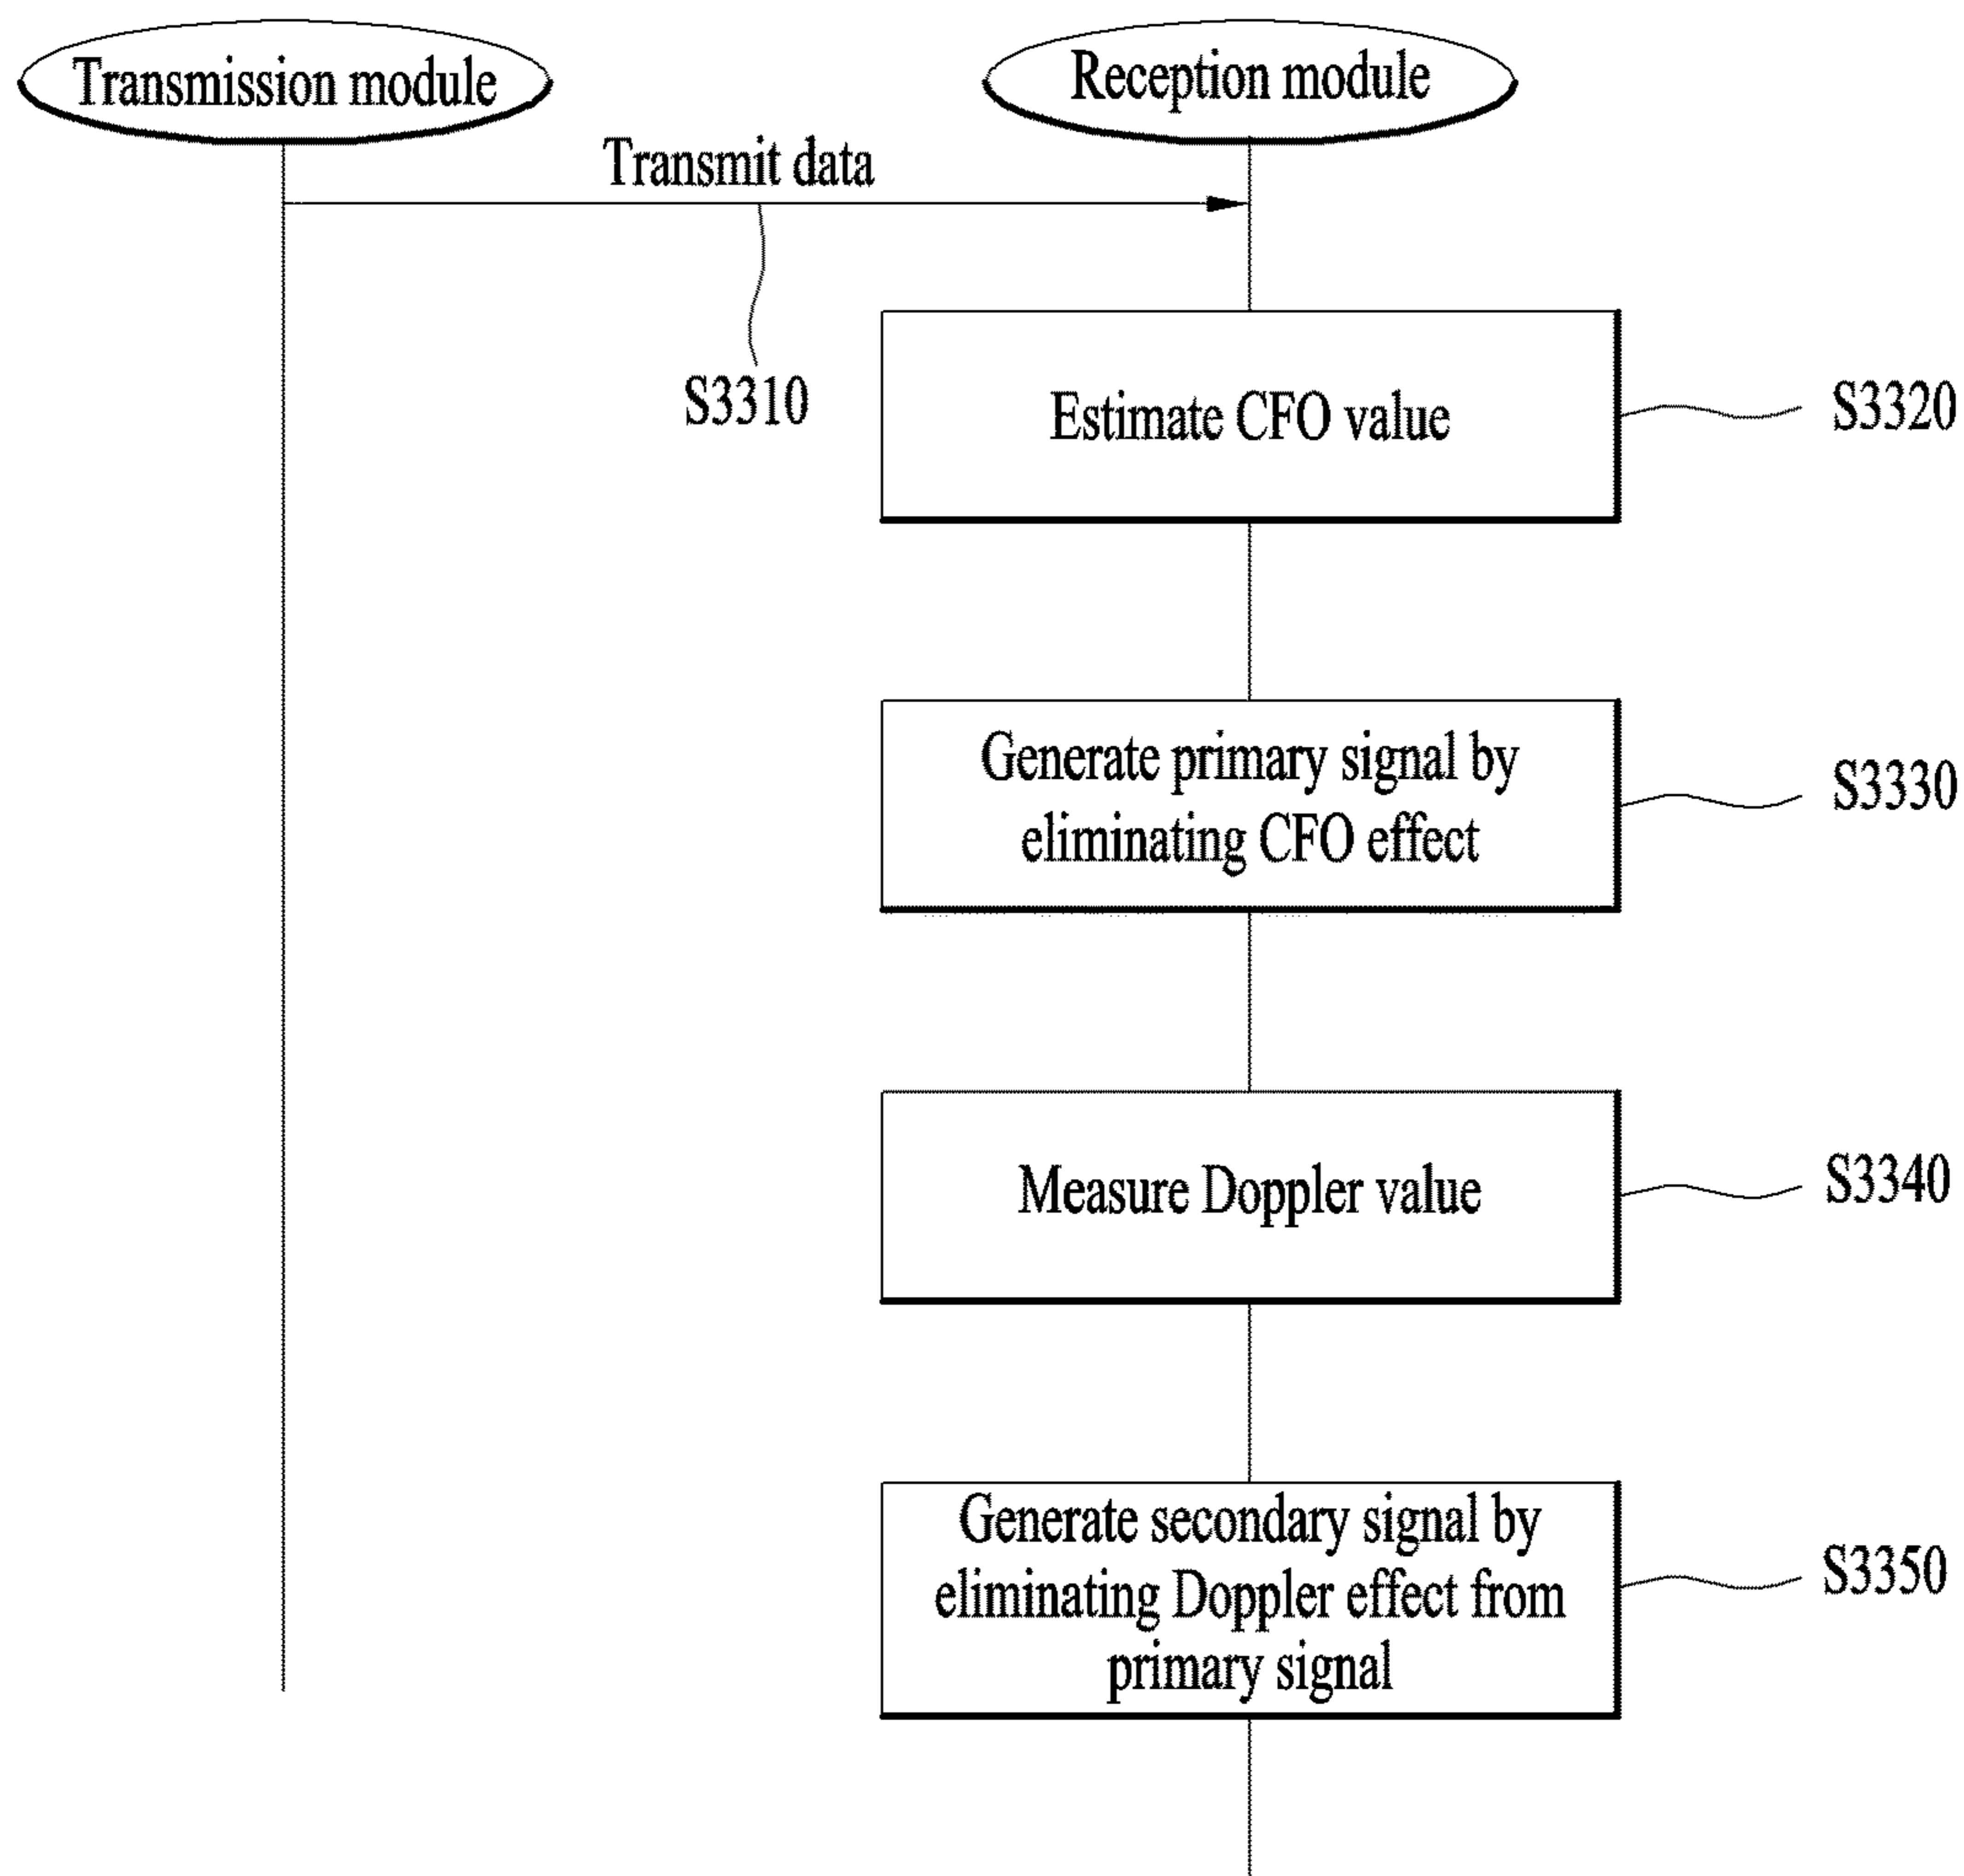 Transmission module
Reception module
Transmit data
S3310
Estimate CFO value
S3320
Generate primary signal by
eliminating CFO effect
S3330
Measure Doppler value
S3340
Generate secondary signal by
eliminating Doppler effect from
primary signal
S3350